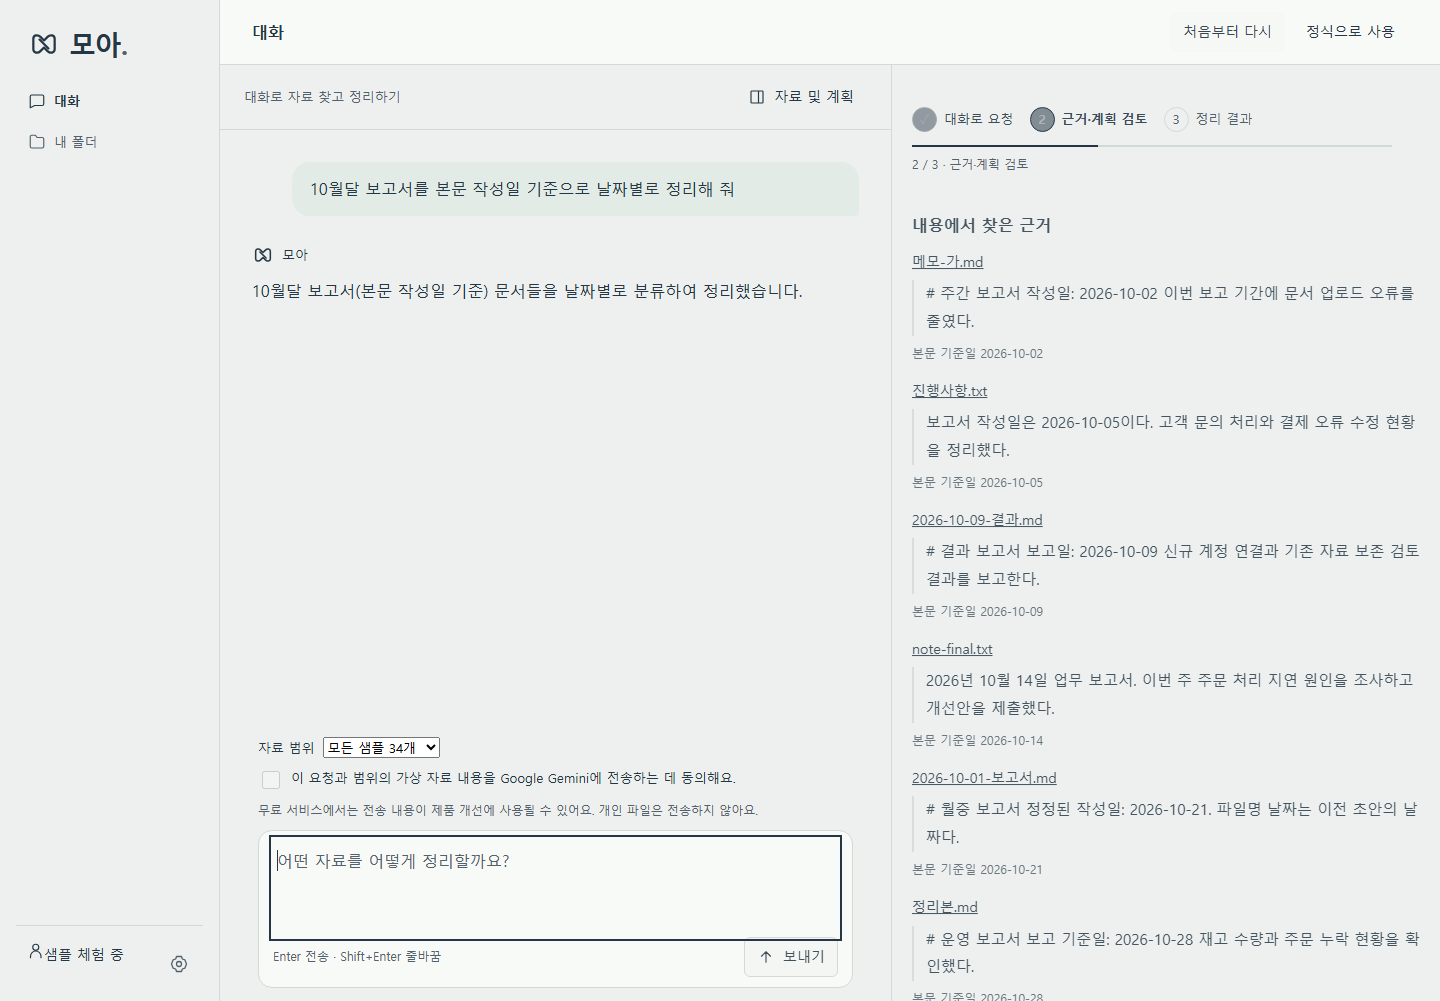 모아.
대화
내 폴더
샘플 체험 중
대화
처음부터 다시
정식으로 사용
대화로 자료 찾고 정리하기
자료 및 계획
10월달 보고서를 본문 작성일 기준으로 날짜별로 정리해 줘
모아
10월달 보고서(본문 작성일 기준) 문서들을 날짜별로 분류하여 정리했습니다.
자료 범위 모든 샘플 34개
이 요청과 범위의 가상 자료 내용을 Google Gemini에 전송하는 데 동의해요.
무료 서비스에서는 전송 내용이 제품 개선에 사용될 수 있어요. 개인 파일은 전송하지 않아요.
어떤 자료를 어떻게 정리할까요?
Enter 전송 · Shift+Enter 줄바꿈
보내기
대화로 요청 2 근거·계획 검토 3 정리 결과
2 / 3 · 근거·계획 검토
내용에서 찾은 근거
메모-가.md
# 주간 보고서 작성일: 2026-10-02 이번 보고 기간에 문서 업로드 오류를
줄였다.
본문 기준일 2026-10-02
진행사항.txt
보고서 작성일은 2026-10-05이다. 고객 문의 처리와 결제 오류 수정 현황
을 정리했다.
본문 기준일 2026-10-05
2026-10-09-결과.md
# 결과 보고서 보고일: 2026-10-09 신규 계정 연결과 기존 자료 보존 검토
결과를 보고한다.
본문 기준일 2026-10-09
note-final.txt
2026년 10월 14일 업무 보고서. 이번 주 주문 처리 지연 원인을 조사하고
개선안을 제출했다.
본문 기준일 2026-10-14
2026-10-01-보고서.md
# 월중 보고서 정정된 작성일: 2026-10-21. 파일명 날짜는 이전 초안의 날
짜다.
본문 기준일 2026-10-21
정리본.md
# 운영 보고서 보고 기준일: 2026-10-28 재고 수량과 주문 누락 현황을 확
인했다.
본문 기준일 2026-10-28